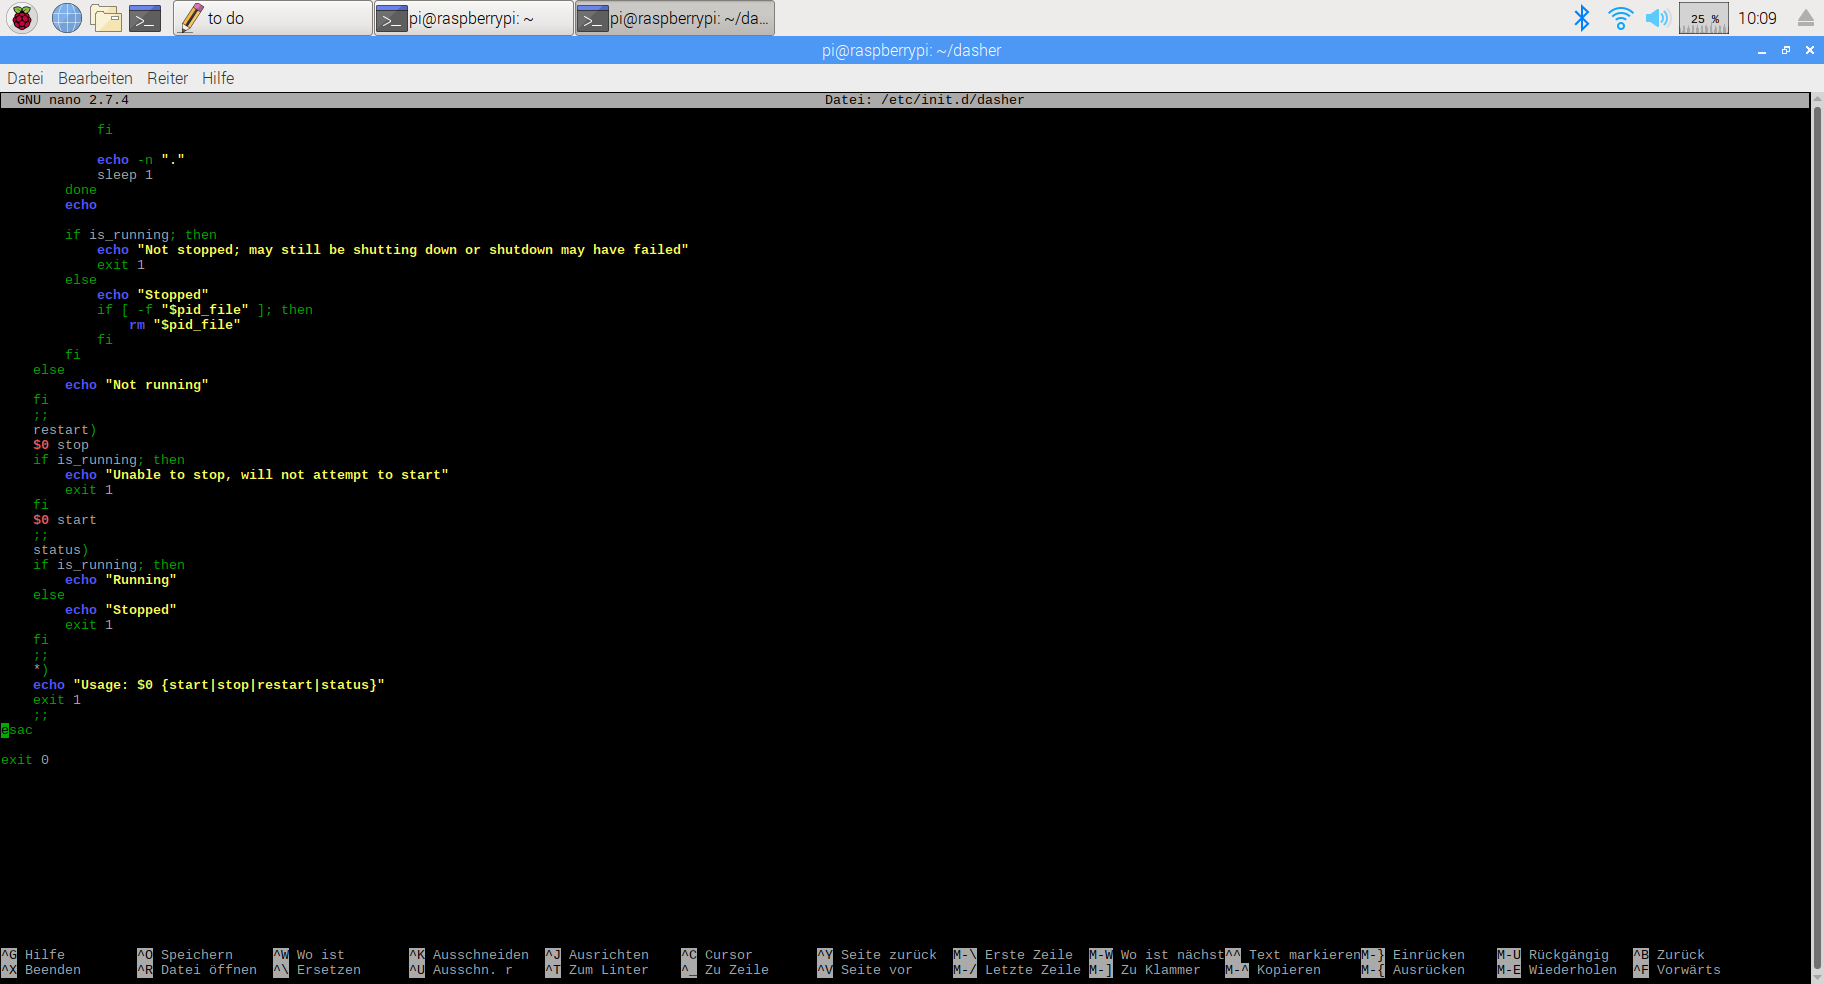 to do
pi@raspberrypi: ~
pi@raspberrypi: ~/da...
25 %
10:09
pi@raspberrypi: ~/dasher
Datei Bearbeiten Reiter Hilfe
GNU nano 2.7.4 Datei: /etc/init.d/dasher
fi
echo -n "."
sleep 1
done
echo
if is_running; then
echo "Not stopped; may still be shutting down or shutdown may have failed"
exit 1
else
echo "Stopped"
if [ -f "$pid_file" ]; then
rm "$pid_file"
fi
fi
else
echo "Not running"
fi
;;
restart)
$0 stop
if is_running; then
echo "Unable to stop, will not attempt to start"
exit 1
fi
$0 start
;;
status)
if is_running; then
echo "Running"
else
echo "Stopped"
exit 1
fi
;;
*)
echo "Usage: $0 {start|stop|restart|status}"
exit 1
;;
esac
exit 0
^G Hilfe ^O Speichern ^W Wo ist ^K Ausschneiden ^J Ausrichten ^C Cursor ^Y Seite zurück M-\ Erste Zeile M-W Wo ist nächst ^^ Text markieren M-} Einrücken M-U Rückgängig ^B Zurück
^X Beenden ^R Datei öffnen ^\ Ersetzen ^U Ausschn. r ^T Zum Linter ^_ Zu Zeile ^V Seite vor M-/ Letzte Zeile M-] Zu Klammer M-^ Kopieren M-{ Ausrücken M-E Wiederholen ^F Vorwärts